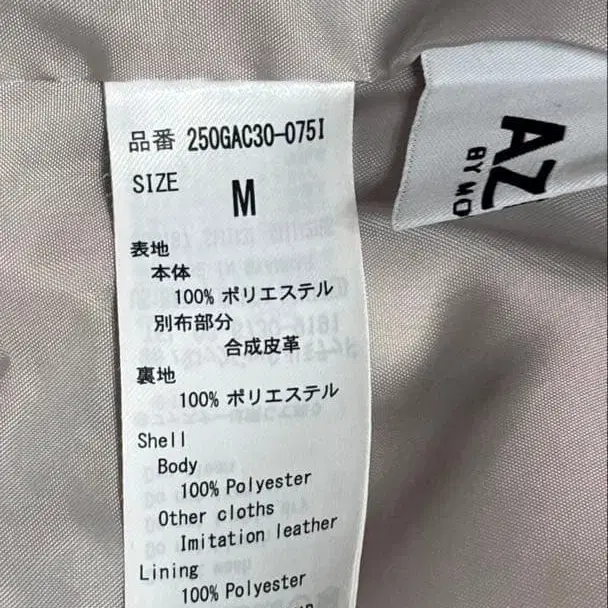 品番 250GAC30-075I
SIZE M
表地
本体
100% ポリエステル
別布部分
合成皮革
裏地
100% ポリエステル
Shell
Body
100% Polyester
Other cloths
Imitation leather
Lining
100% Polyester
AZ
BY MO